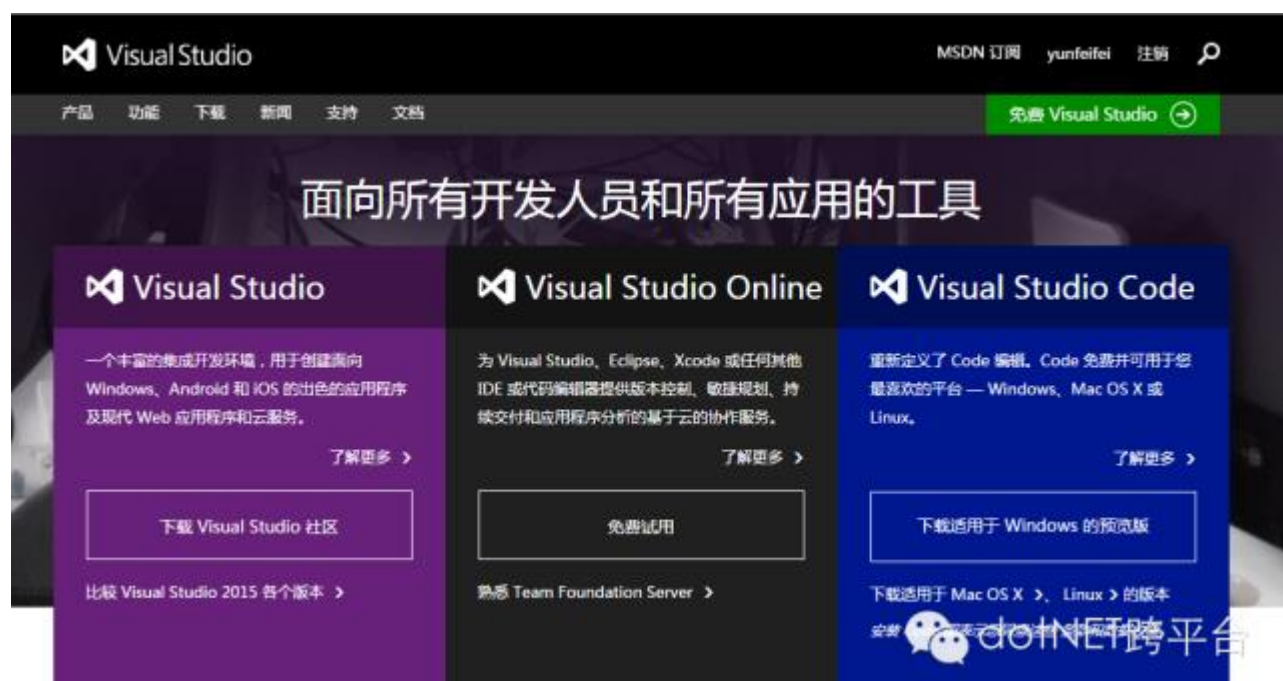 Visual Studio
MSDN 订阅 yunfeifei 注销
产品 功能 下载 新闻 支持 文档
免费 Visual Studio
面向所有开发人员和所有应用的工具
Visual Studio
一个丰富的集成开发环境，用于创建面向
Windows、Android 和 iOS 的出色的应用程序
及现代 Web 应用程序和云服务。
了解更多
下载 Visual Studio 社区
比较 Visual Studio 2015 各个版本
Visual Studio Online
为 Visual Studio、Eclipse、Xcode 或任何其他
IDE 或代码编辑器提供版本控制、敏捷规划、持
续交付和应用程序分析的基于云的协作服务。
了解更多
免费试用
熟悉 Team Foundation Server
Visual Studio Code
重新定义了 Code 编辑。Code 免费并可用于您
最喜欢的平台 — Windows、Mac OS X 或
Linux。
了解更多
下载适用于 Windows 的预览版
下载适用于 Mac OS X 、 Linux 的版本
安装
dotNET跨平台